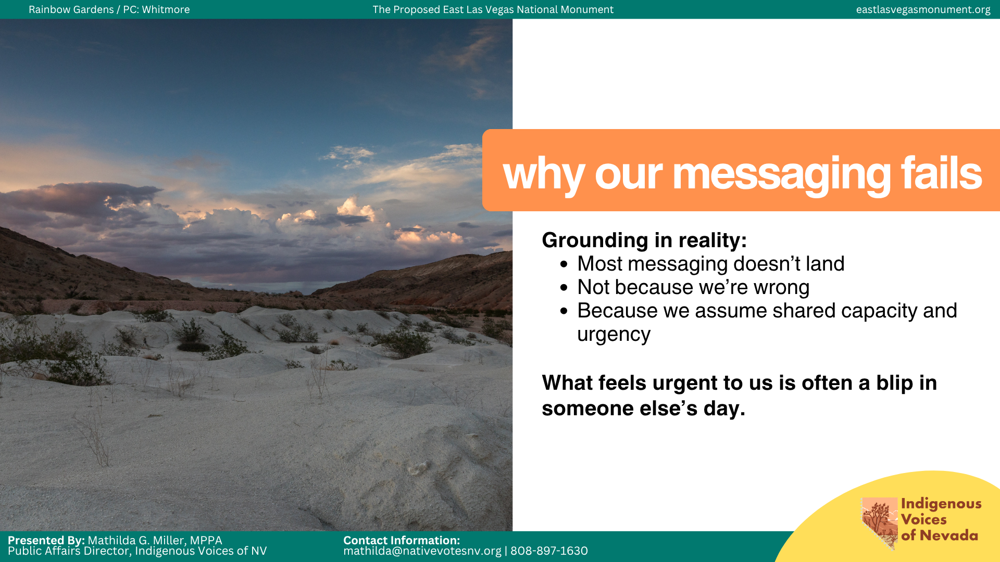 Rainbow Gardens / PC: Whitmore
The Proposed East Las Vegas National Monument
eastlasvegasmonument.org
why our messaging fails
Grounding in reality:
• Most messaging doesn’t land
• Not because we’re wrong
• Because we assume shared capacity and
urgency
What feels urgent to us is often a blip in
someone else’s day.
Indigenous
Voices
of Nevada
Presented By: Mathilda G. Miller, MPPA
Public Affairs Director, Indigenous Voices of NV
Contact Information:
mathilda@nativevotesnv.org | 808-897-1630